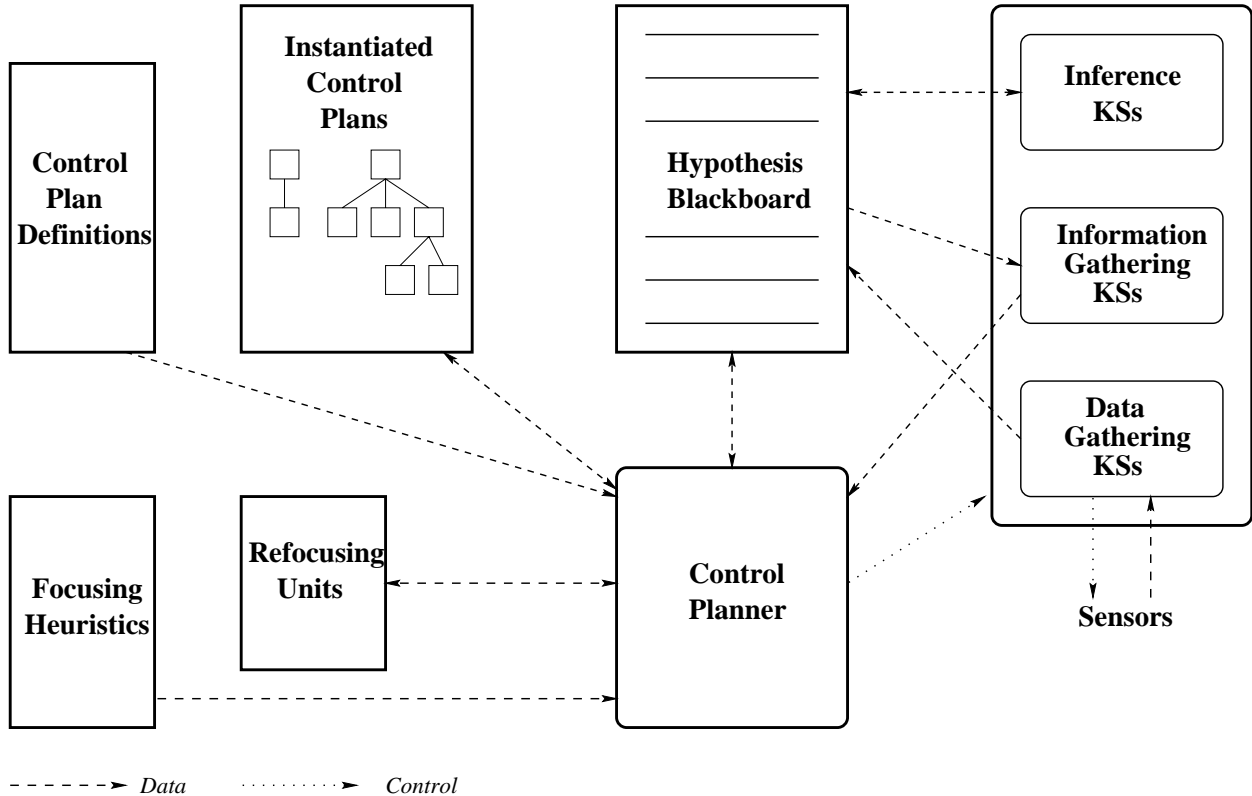 Instantiated
Control
Plans
Control
Plan
Definitions
Hypothesis
Blackboard
Inference
KSs
Information
Gathering
KSs
Data
Gathering
KSs
Focusing
Heuristics
Refocusing
Units
Control
Planner
Sensors
Data
Control